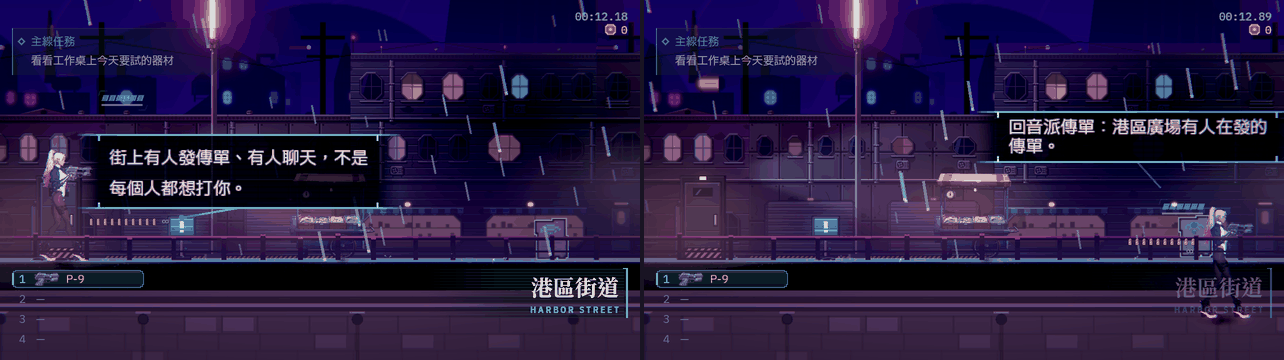 00:12.18
0
主線任務
看看工作桌上今天要試的器材
街上有人發傳單、有人聊天，不是
每個人都想打你。
1 P-9
2 —
3 —
4 —
港區街道
HARBOR STREET
00:12.89
0
主線任務
看看工作桌上今天要試的器材
回音派傳單：港區廣場有人在發的
傳單。
1 P-9
2 —
3 —
4 —
港區街道
HARBOR STREET